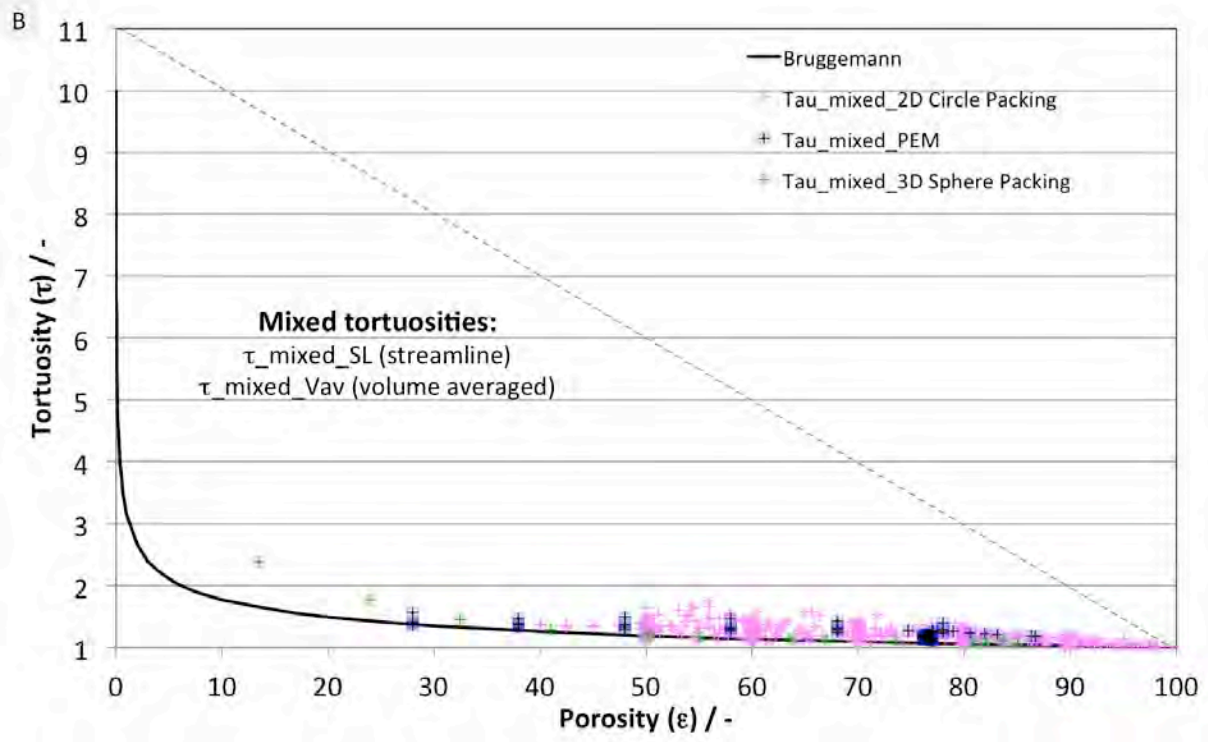 B
11
10
9
8
7
6
5
4
3
2
1
Tortuosity (τ) / -
Bruggemann
Tau_mixed_2D Circle Packing
Tau_mixed_PEM
Tau_mixed_3D Sphere Packing
Mixed tortuosities:
τ_mixed_SL (streamline)
τ_mixed_Vav (volume averaged)
0 10 20 30 40 50 60 70 80 90 100
Porosity (ε) / -